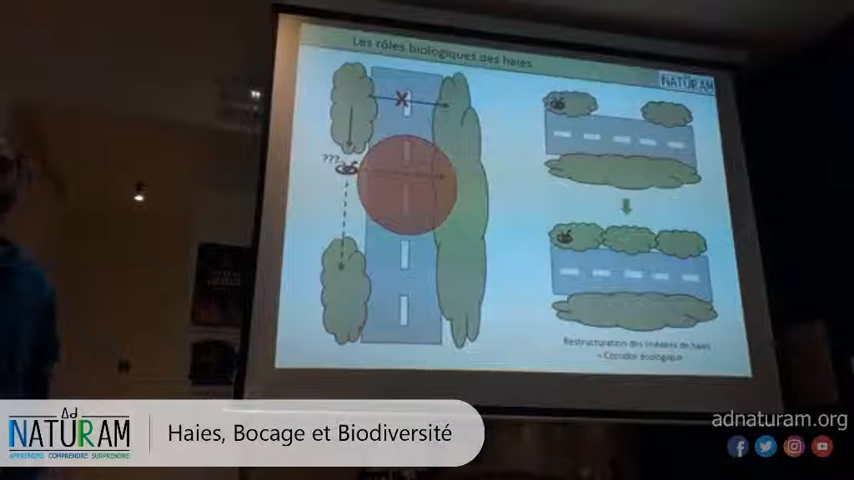 Les rôles biologiques des haies
Ad
NATURAM
X
???
Restructuration des linéaires de haies
= Corridor écologique
Ad
NATURAM
APPRENDRE COMPRENDRE SURPRENDRE
Haies, Bocage et Biodiversité
adnaturam.org